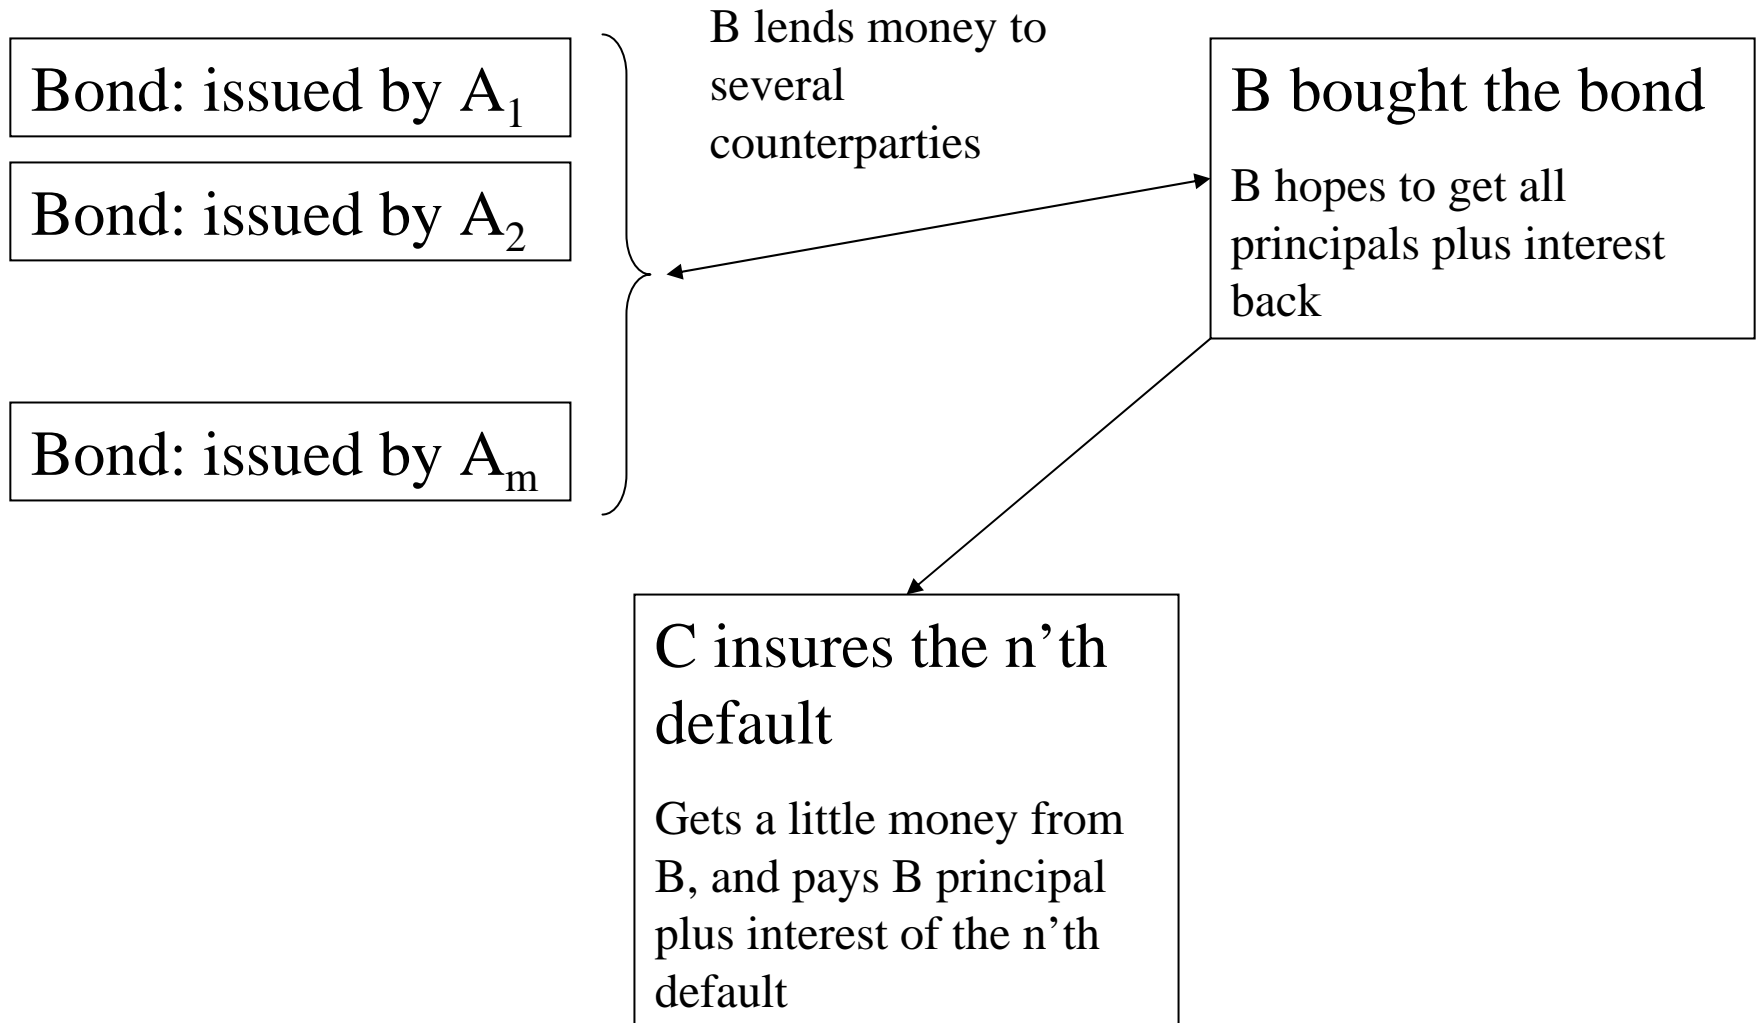 Bond: issued by A₁
Bond: issued by A₂
Bond: issued by Aₘ
B lends money to
several
counterparties
B bought the bond
B hopes to get all
principals plus interest
back
C insures the n’th
default
Gets a little money from
B, and pays B principal
plus interest of the n’th
default